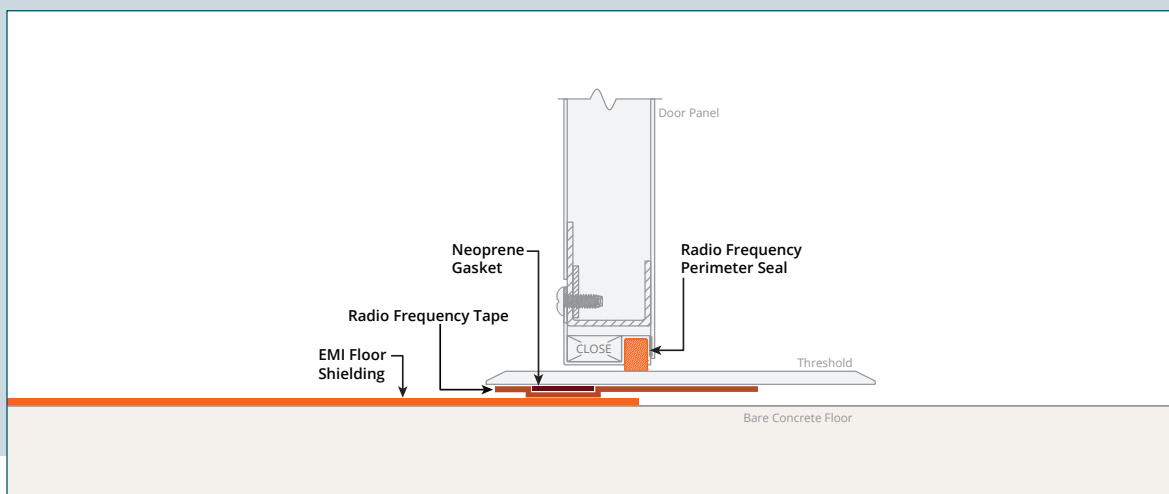 Door Panel
Neoprene
Gasket
Radio Frequency
Perimeter Seal
Radio Frequency Tape
CLOSE
EMI Floor
Shielding
Threshold
Bare Concrete Floor